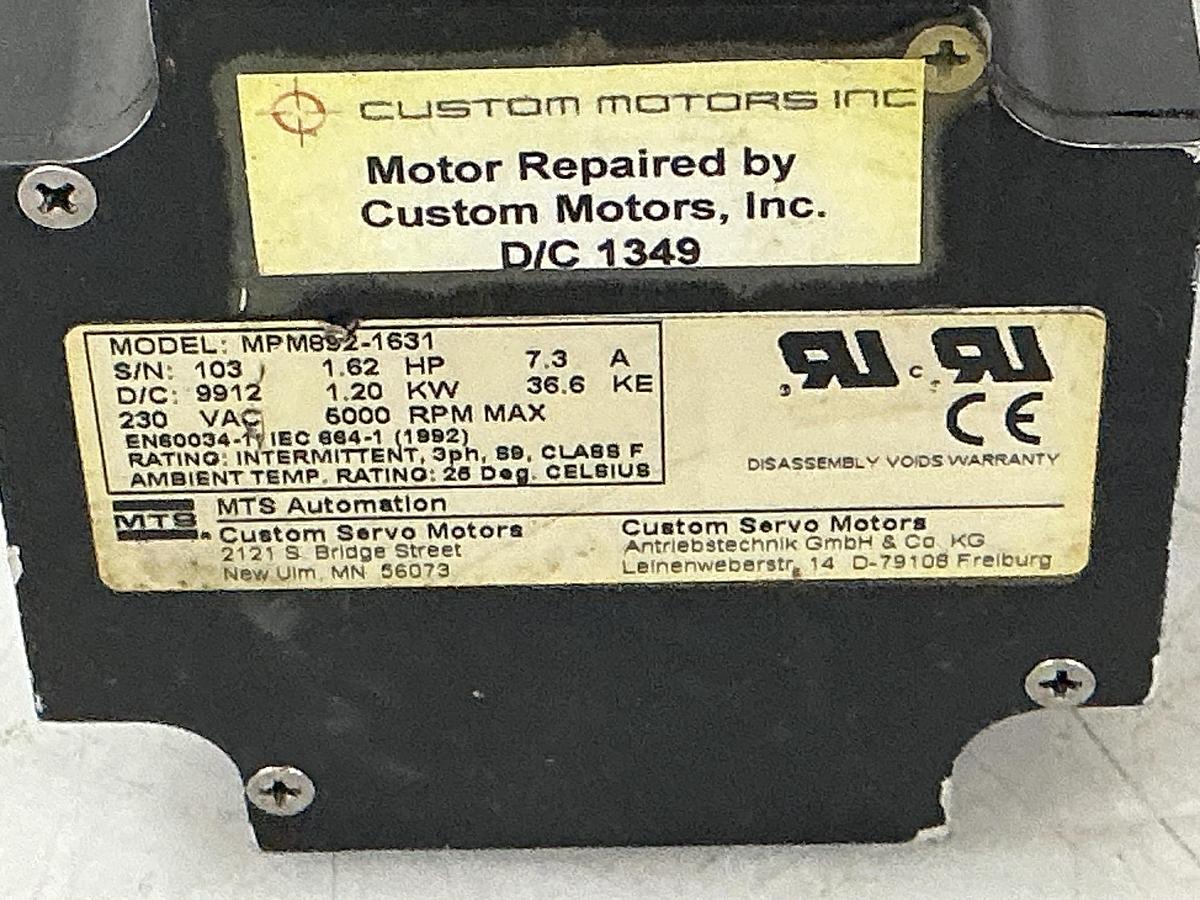 CUSTOM MOTORS INC
Motor Repaired by
Custom Motors, Inc.
D/C 1349
MODEL: MPM892-1631
S/N: 103 1.62 HP 7.3 A
D/C: 9912 1.20 KW 36.6 KE
230 VAC 5000 RPM MAX
EN60034-1, IEC 664-1 (1992)
RATING: INTERMITTENT, 3ph, S9, CLASS F
AMBIENT TEMP. RATING: 25 Deg. CELSIUS
c
CE
DISASSEMBLY VOIDS WARRANTY
MTS
MTS Automation
Custom Servo Motors
2121 S. Bridge Street
New Ulm, MN 56073
Custom Servo Motors
Antriebstechnik GmbH & Co. KG
Leinenweberstr. 14 D-79108 Freiburg